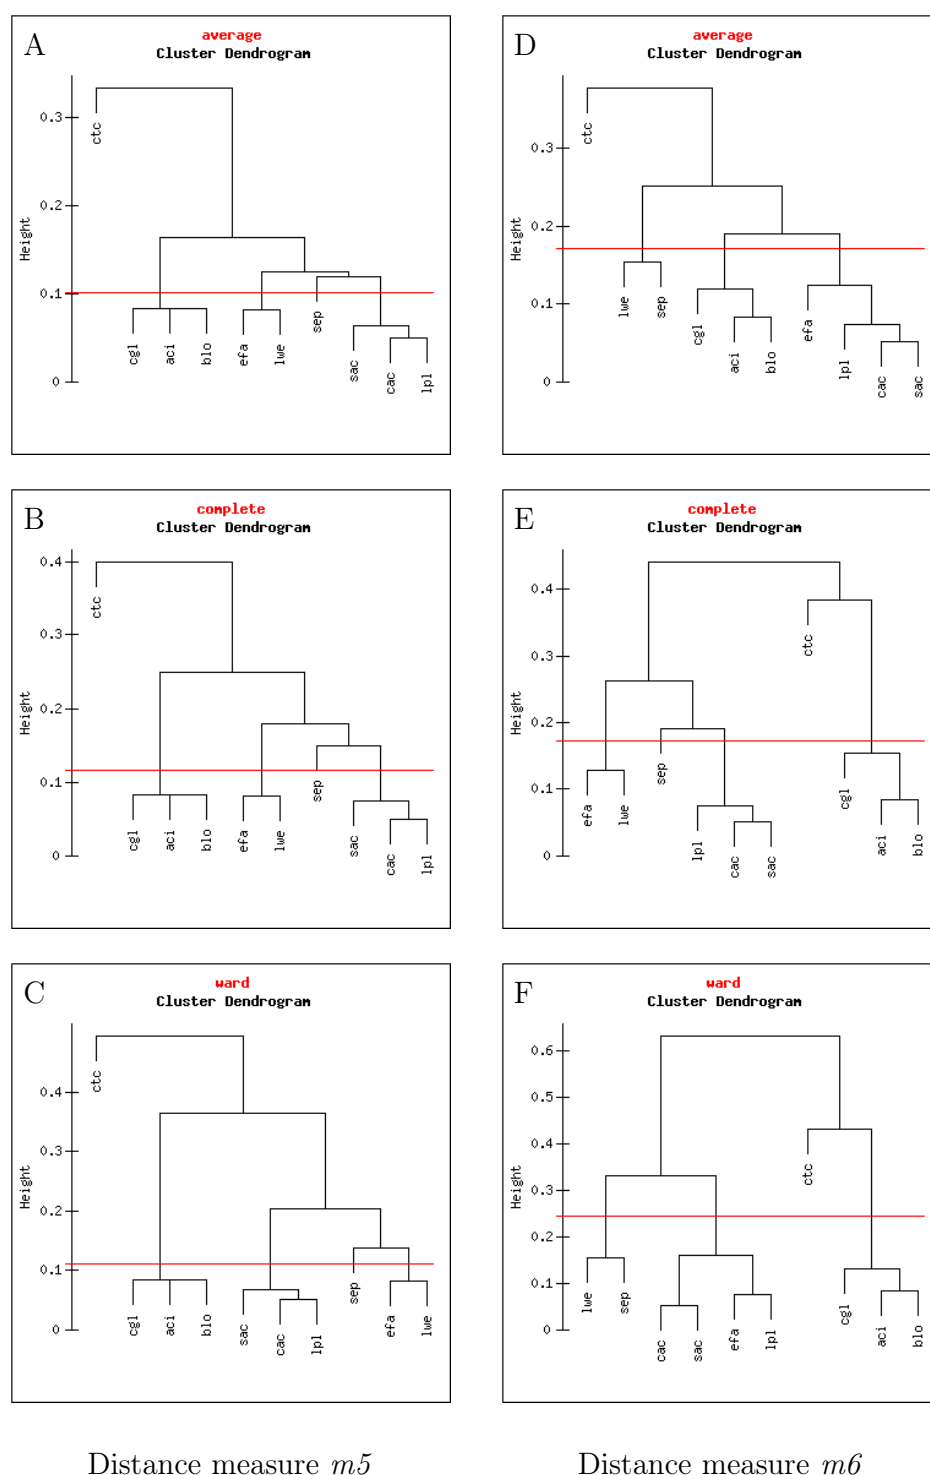 A
average
Cluster Dendrogram
Height
0.3
0.2
0.1
0
ctc
cgl
aci
blo
efa
lwe
sep
sac
cac
lpl
D
average
Cluster Dendrogram
Height
0.3
0.2
0.1
0
ctc
lwe
sep
cgl
aci
blo
efa
lpl
cac
sac
B
complete
Cluster Dendrogram
Height
0.4
0.3
0.2
0.1
0
ctc
cgl
aci
blo
efa
lwe
sep
sac
cac
lpl
E
complete
Cluster Dendrogram
Height
0.4
0.3
0.2
0.1
0
efa
lwe
sep
lpl
cac
sac
ctc
cgl
aci
blo
C
ward
Cluster Dendrogram
Height
0.4
0.3
0.2
0.1
0
ctc
cgl
aci
blo
sac
cac
lpl
sep
efa
lwe
F
ward
Cluster Dendrogram
Height
0.6
0.5
0.4
0.3
0.2
0.1
0
lwe
sep
cac
sac
efa
lpl
ctc
cgl
aci
blo
Distance measure m5
Distance measure m6